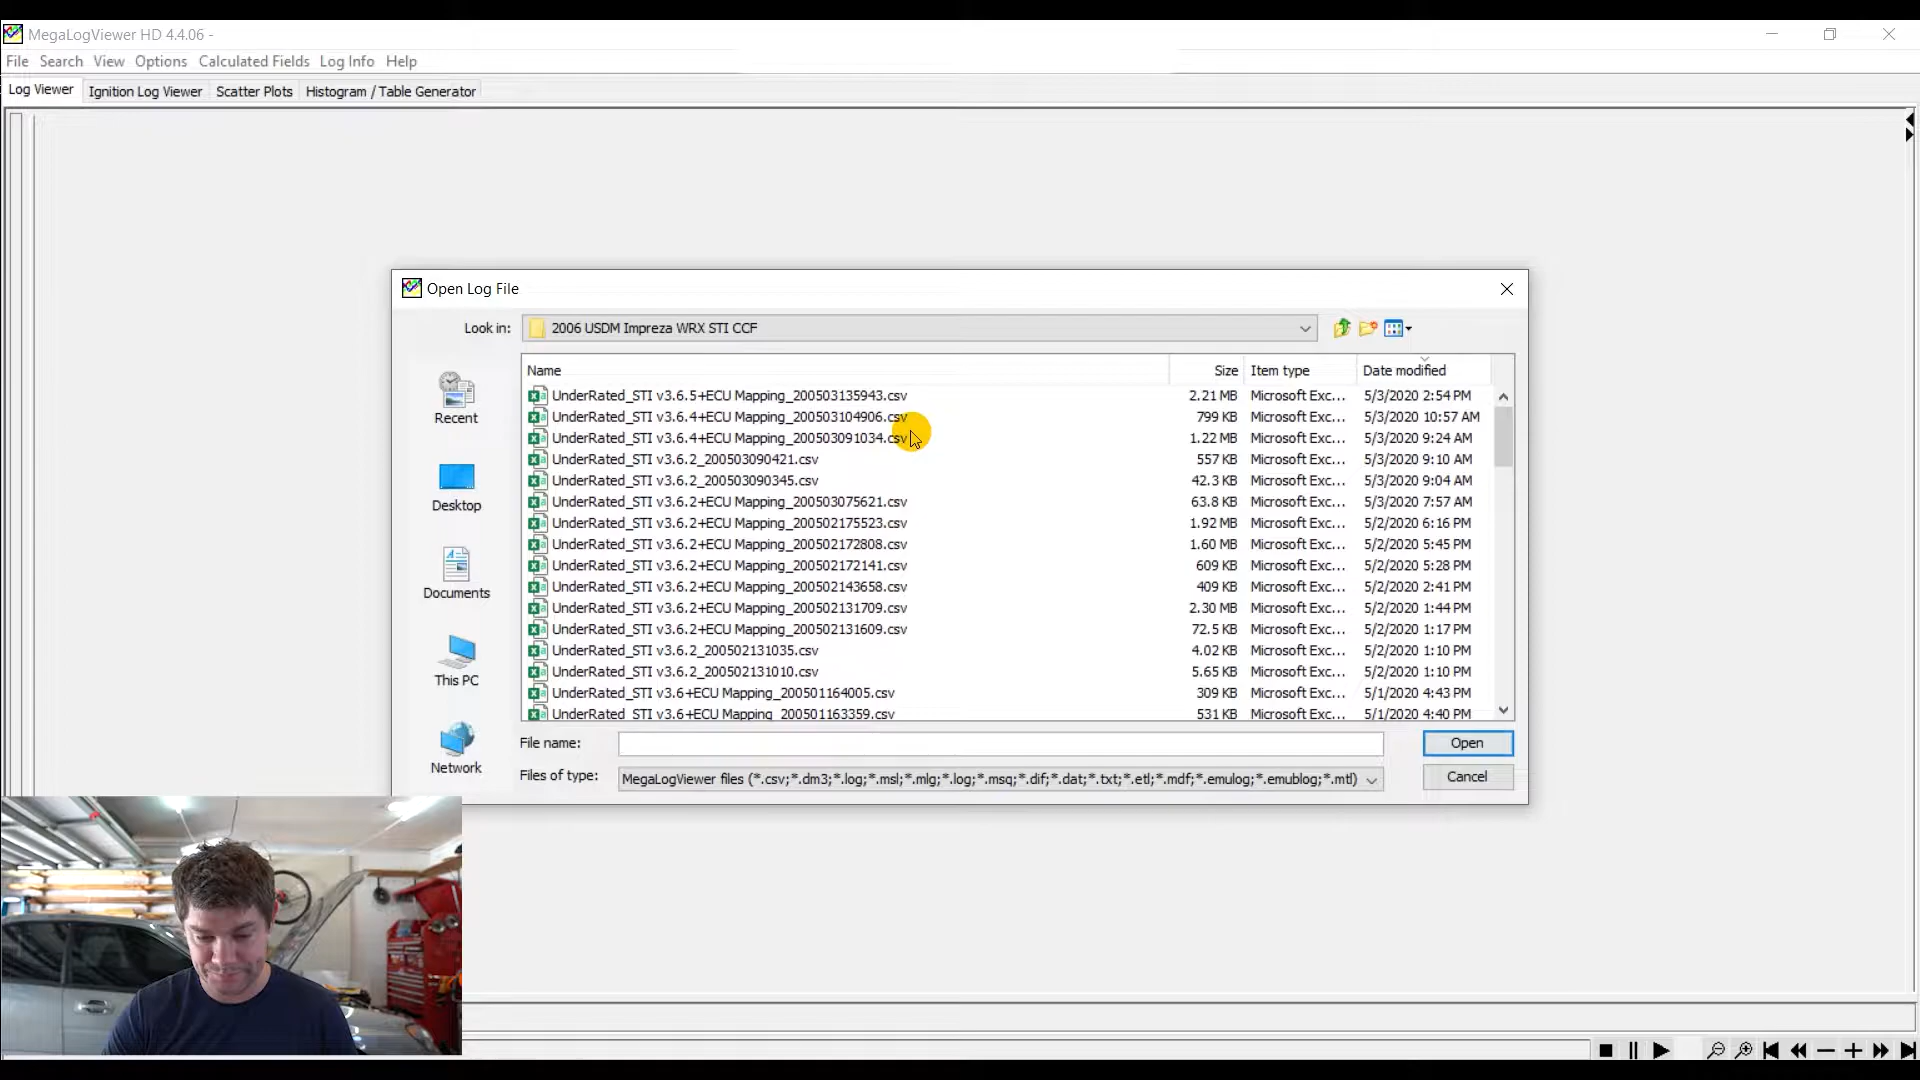 MegaLogViewer HD 4.4.06 -
File Search View Options Calculated Fields Log Info Help
Log Viewer Ignition Log Viewer Scatter Plots Histogram / Table Generator
Open Log File
Look in: 2006 USDM Impreza WRX STI CCF
Name Size Item type Date modified
UnderRated_STI v3.6.5+ECU Mapping_200503135943.csv 2.21 MB Microsoft Exc... 5/3/2020 2:54 PM
UnderRated_STI v3.6.4+ECU Mapping_200503104906.csv 799 KB Microsoft Exc... 5/3/2020 10:57 AM
UnderRated_STI v3.6.4+ECU Mapping_200503091034.csv 1.22 MB Microsoft Exc... 5/3/2020 9:24 AM
UnderRated_STI v3.6.2_200503090421.csv 557 KB Microsoft Exc... 5/3/2020 9:10 AM
UnderRated_STI v3.6.2_200503090345.csv 42.3 KB Microsoft Exc... 5/3/2020 9:04 AM
UnderRated_STI v3.6.2+ECU Mapping_200503075621.csv 63.8 KB Microsoft Exc... 5/3/2020 7:57 AM
UnderRated_STI v3.6.2+ECU Mapping_200502175523.csv 1.92 MB Microsoft Exc... 5/2/2020 6:16 PM
UnderRated_STI v3.6.2+ECU Mapping_200502172808.csv 1.60 MB Microsoft Exc... 5/2/2020 5:45 PM
UnderRated_STI v3.6.2+ECU Mapping_200502172141.csv 609 KB Microsoft Exc... 5/2/2020 5:28 PM
UnderRated_STI v3.6.2+ECU Mapping_200502143658.csv 409 KB Microsoft Exc... 5/2/2020 2:41 PM
UnderRated_STI v3.6.2+ECU Mapping_200502131709.csv 2.30 MB Microsoft Exc... 5/2/2020 1:44 PM
UnderRated_STI v3.6.2+ECU Mapping_200502131609.csv 72.5 KB Microsoft Exc... 5/2/2020 1:17 PM
UnderRated_STI v3.6.2_200502131035.csv 4.02 KB Microsoft Exc... 5/2/2020 1:10 PM
UnderRated_STI v3.6.2_200502131010.csv 5.65 KB Microsoft Exc... 5/2/2020 1:10 PM
UnderRated_STI v3.6+ECU Mapping_200501164005.csv 309 KB Microsoft Exc... 5/1/2020 4:43 PM
UnderRated_STI v3.6+ECU Mapping_200501163359.csv 531 KB Microsoft Exc... 5/1/2020 4:40 PM
Recent
Desktop
Documents
This PC
Network
File name: Open
Files of type: MegaLogViewer files (*.csv;*.dm3;*.log;*.msl;*.mlg;*.log;*.msq;*.dif;*.dat;*.txt;*.etl;*.mdf;*.emulog;*.emublog;*.mtl) Cancel